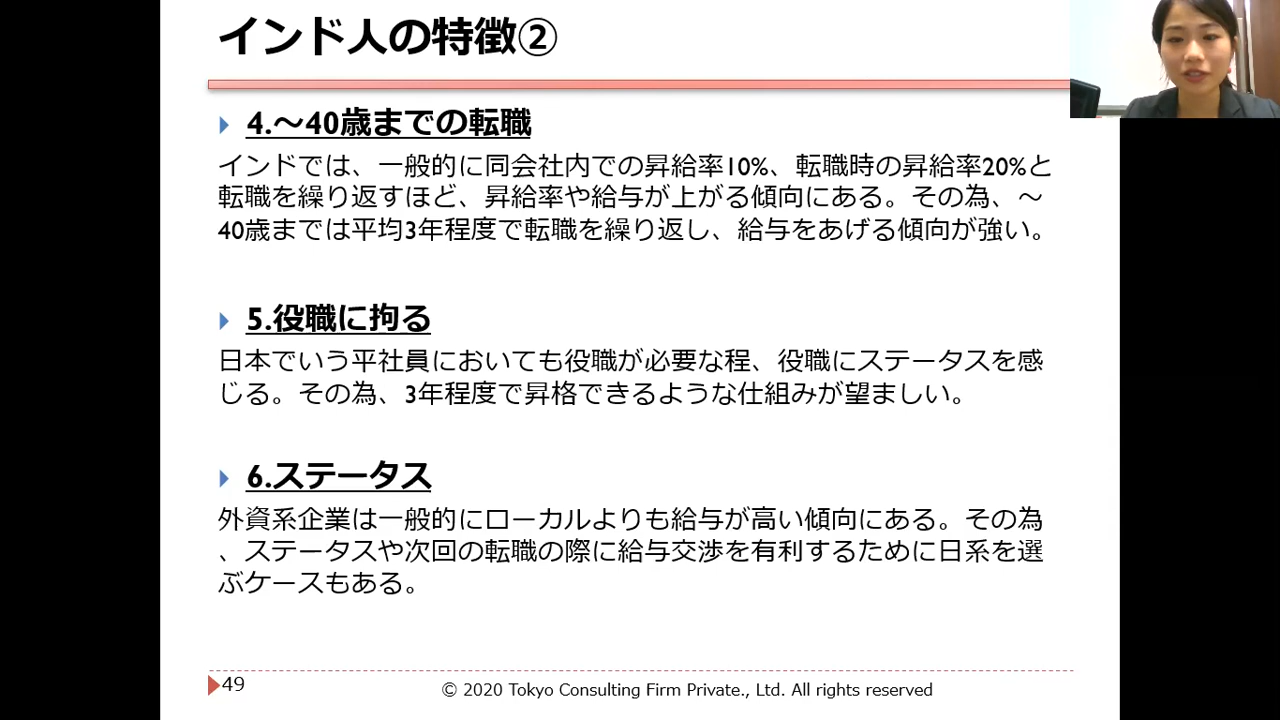 インド人の特徴②
4.～40歳までの転職
インドでは、一般的に同会社内での昇給率10%、転職時の昇給率20%と
転職を繰り返すほど、昇給率や給与が上がる傾向にある。その為、～
40歳までは平均3年程度で転職を繰り返し、給与をあげる傾向が強い。
5.役職に拘る
日本でいう平社員においても役職が必要な程、役職にステータスを感
じる。その為、3年程度で昇格できるような仕組みが望ましい。
6.ステータス
外資系企業は一般的にローカルよりも給与が高い傾向にある。その為
、ステータスや次回の転職の際に給与交渉を有利するために日系を選
ぶケースもある。
49
© 2020 Tokyo Consulting Firm Private., Ltd. All rights reserved